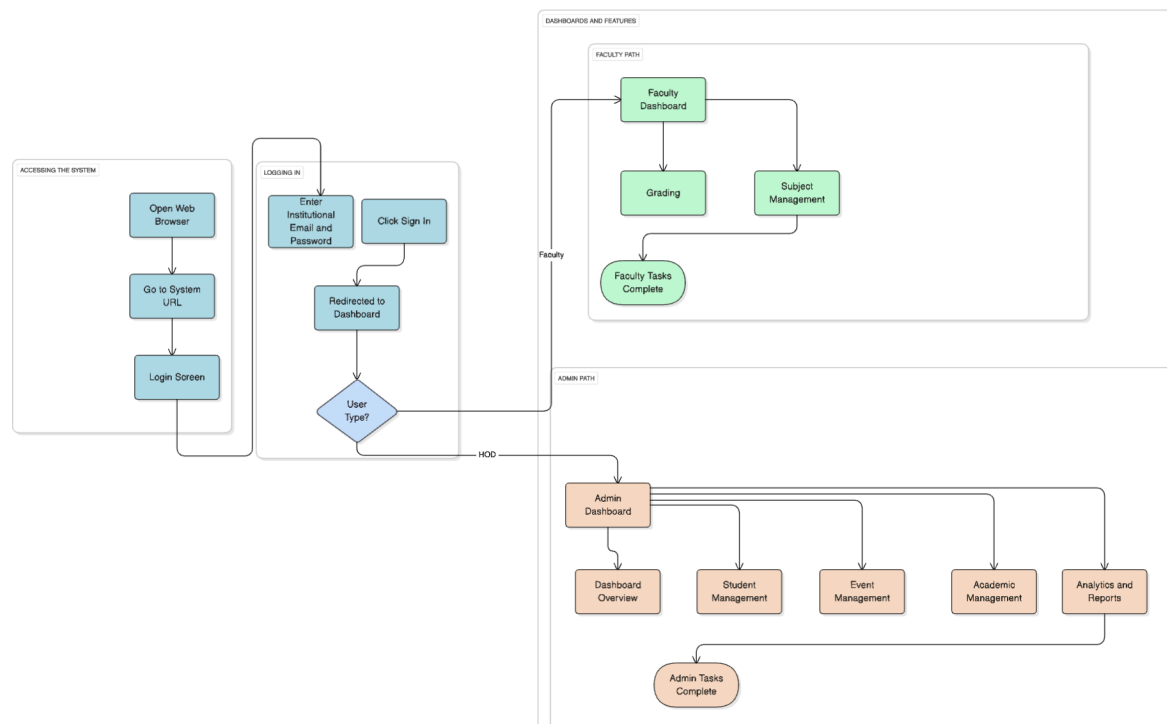 DASHBOARDS AND FEATURES
FACULTY PATH
Faculty
Dashboard
Grading
Subject
Management
Faculty Tasks
Complete
ACCESSING THE SYSTEM
Open Web
Browser
Go to System
URL
Login Screen
LOGGING IN
Enter
Institutional
Email and
Password
Click Sign In
Redirected to
Dashboard
User
Type?
Faculty
HOD
ADMIN PATH
Admin
Dashboard
Dashboard
Overview
Student
Management
Event
Management
Academic
Management
Analytics and
Reports
Admin Tasks
Complete